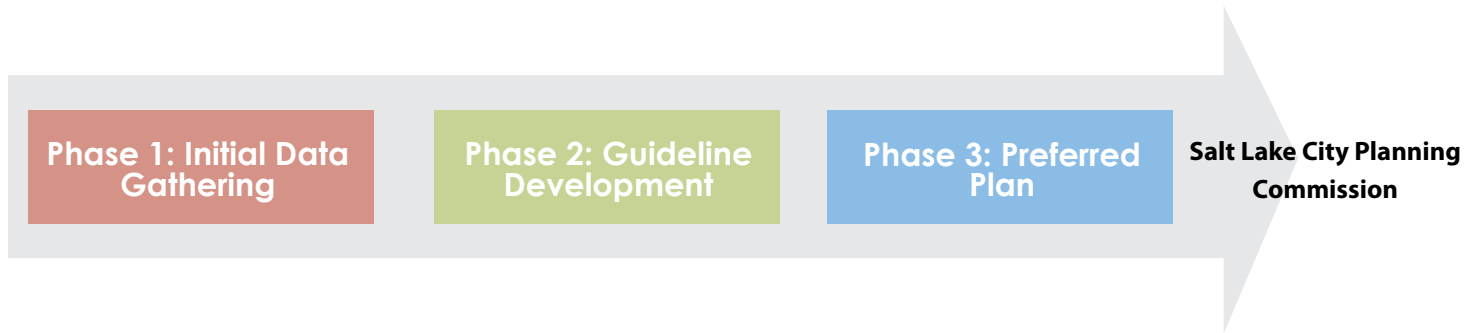 Phase 1: Initial Data
Gathering
Phase 2: Guideline
Development
Phase 3: Preferred
Plan
Salt Lake City Planning
Commission